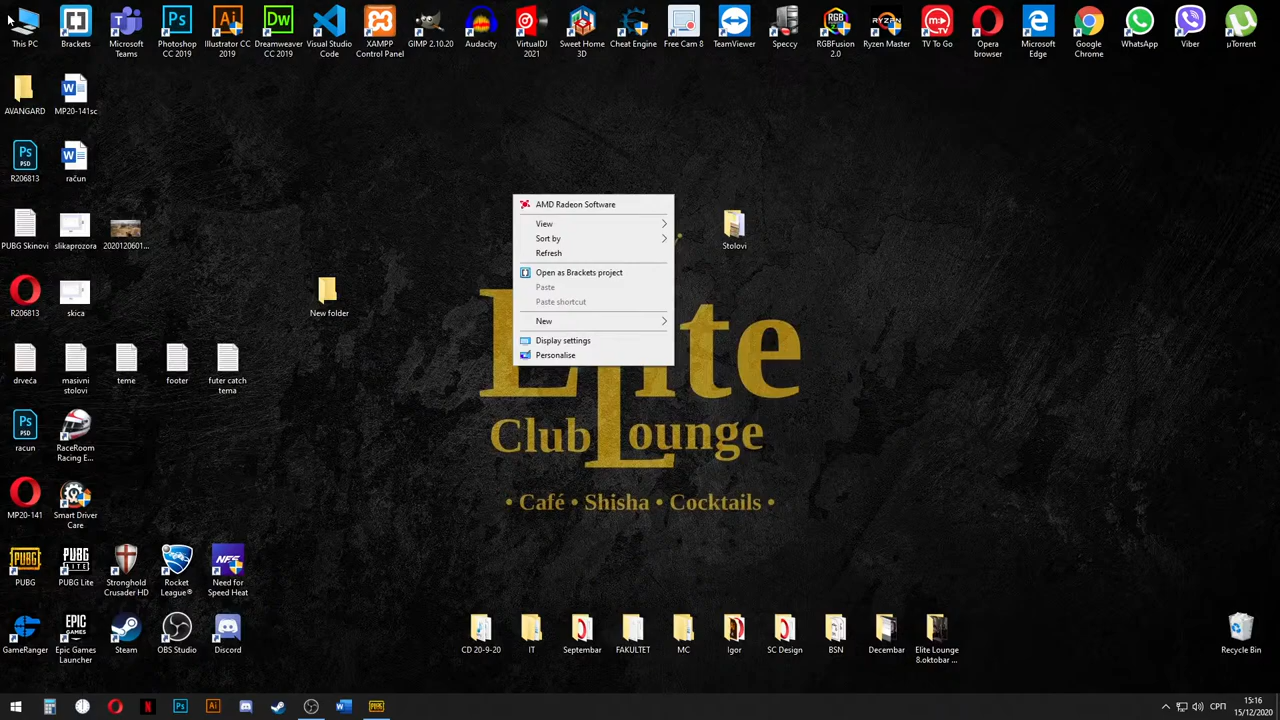 This PC
Brackets
Microsoft Teams
Photoshop CC 2019
Illustrator CC 2019
Dreamweaver CC 2019
Visual Studio Code
XAMPP Control Panel
GIMP 2.10.20
Audacity
VirtualDJ 2021
Sweet Home 3D
Cheat Engine
Free Cam 8
TeamViewer
Speccy
RGBFusion 2.0
Ryzen Master
TV To Go
Opera browser
Microsoft Edge
Google Chrome
WhatsApp
Viber
µTorrent
AVANGARD
MP20-141sc
R206813
račun
PUBG Skinovi
slikaprozora
2020120601...
R206813
skica
New folder
Stolovi
drveća
masivni stolovi
teme
footer
futer catch tema
racun
RaceRoom Racing E...
MP20-141
Smart Driver Care
PUBG
PUBG Lite
Stronghold Crusader HD
Rocket League®
Need for Speed Heat
GameRanger
Epic Games Launcher
Steam
OBS Studio
Discord
AMD Radeon Software
View
Sort by
Refresh
Open as Brackets project
Paste
Paste shortcut
New
Display settings
Personalise
Elite
Club Lounge
• Café • Shisha • Cocktails •
CD 20-9-20
IT
Septembar
FAKULTET
MC
Igor
SC Design
BSN
Decembar
Elite Lounge 8.oktobar ...
Recycle Bin
СРП
15:16
15/12/2020